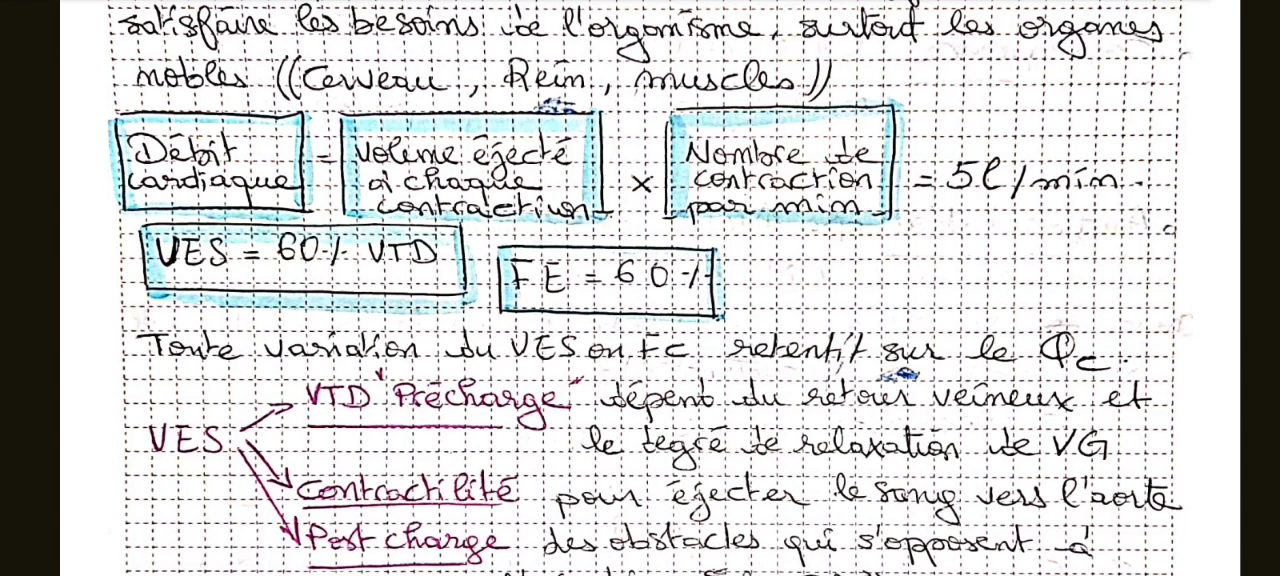 satisfaire les besoins de l'organisme, surtout les organes
nobles ((Cerveau, Rein, muscles))
Débit cardiaque = volume éjecté à chaque contraction × Nombre de contraction par min = 5l/min.
VES = 60% VTD
FE = 60%
Toute variation du VES ou Fc retentit sur le Qc.
VES
VTD "Précharge" dépent du retour veineux et
le degré de relaxation de VG
Contractilité pour éjecter le sang vers l'aorte
Post charge des obstacles qui s'opposent à